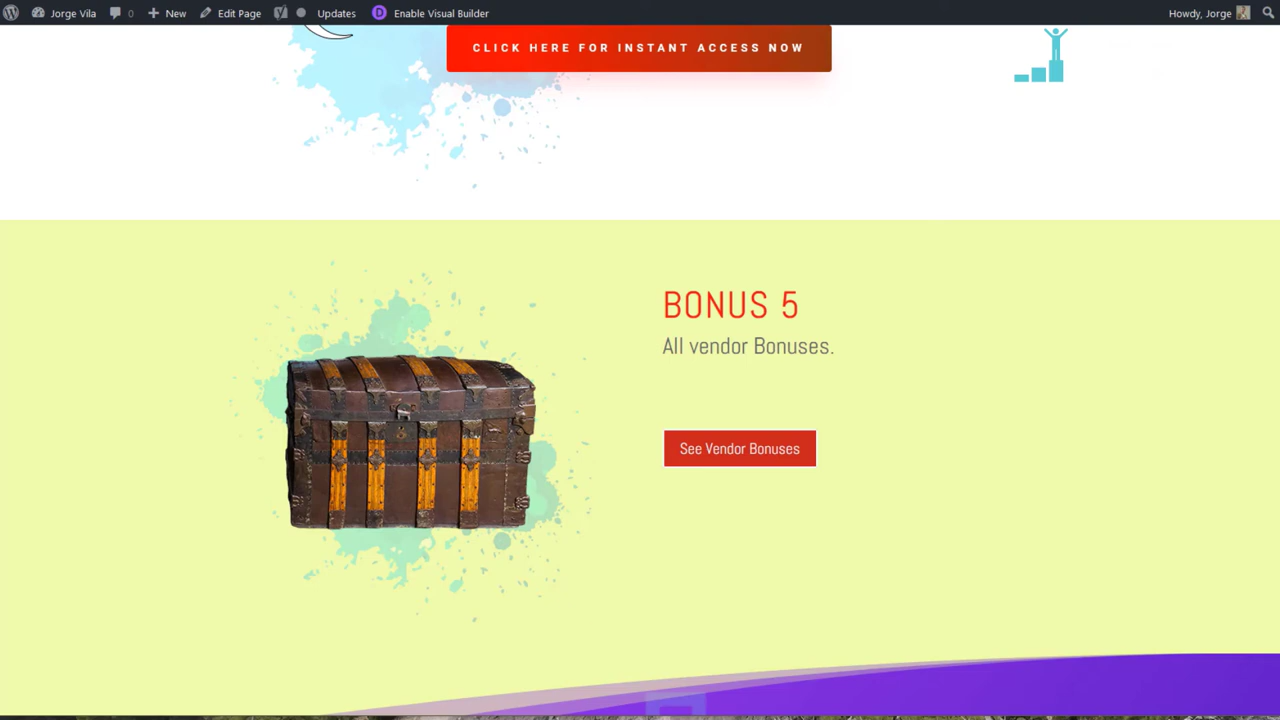 Jorge Vila 0 New Edit Page Updates Enable Visual Builder Howdy, Jorge
CLICK HERE FOR INSTANT ACCESS NOW
BONUS 5
All vendor Bonuses.
See Vendor Bonuses